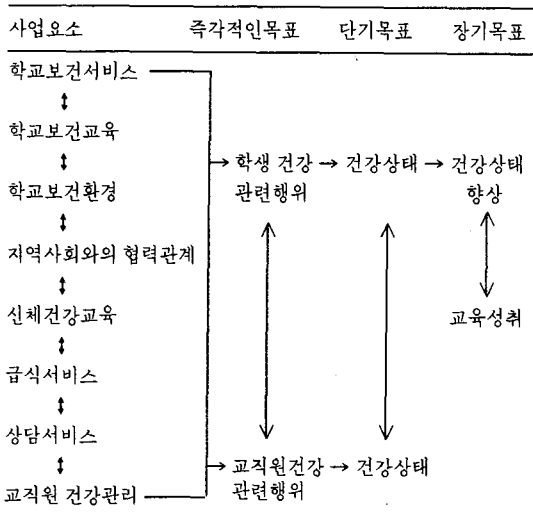 사업요소 즉각적인목표 단기목표 장기목표
학교보건서비스
학교보건교육
학교보건환경
지역사회와의 협력관계
신체건강교육
급식서비스
상담서비스
교직원 건강관리
학생 건강
관련행위
건강상태
건강상태
향상
교육성취
교직원건강
관련행위
건강상태